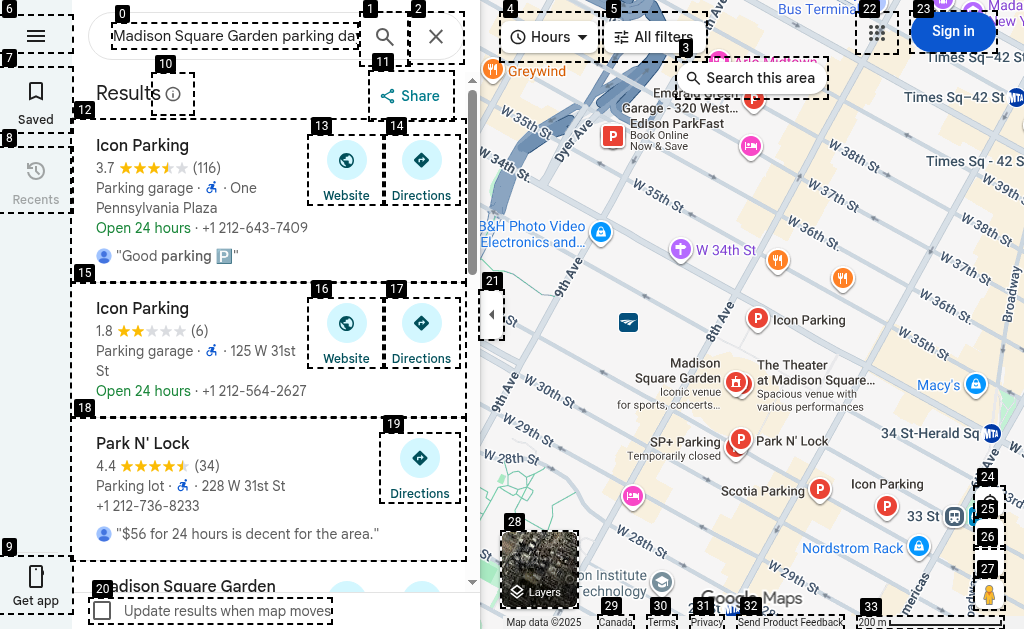 Madison Square Garden parking da
Results
Share
Icon Parking
3.7 (116)
Parking garage · · One
Pennsylvania Plaza
Open 24 hours · +1 212-643-7409
"Good parking 🅿️"
Website
Directions
Icon Parking
1.8 (6)
Parking garage · · 125 W 31st
St
Open 24 hours · +1 212-564-2627
Website
Directions
Park N' Lock
4.4 (34)
Parking lot · · 228 W 31st St
+1 212-736-8233
"$56 for 24 hours is decent for the area."
Directions
Madison Square Garden
Update results when map moves
Saved
Recents
Get app
0
1
2
3
4
5
6
7
8
9
10
11
12
13
14
15
16
17
18
19
20
21
22
23
24
25
26
27
28
29
30
31
32
33
Hours
All filters
Search this area
Sign in
Bus Termina
Greywind
Emerald Green
Garage - 320 West...
Edison ParkFast
Book Online
Now & Save
Times Sq–42 St
Times Sq - 42 S
W 35th St
Dyer Ave
W 34th St
W 38th St
W 39th
W 37th St
W 35th St
W 36th St
W 37th St
W 36th St
B&H Photo Video
Electronics and...
W 34th St
9th Ave
8th Ave
Broadway
Icon Parking
Madison
Square Garden
Iconic venue
for sports, concerts...
The Theater
at Madison Square...
Spacious venue with
various performances
Macy's
W 30th St
9th Ave
W 29th St
W 28th St
34 St-Herald Sq
MTA
SP+ Parking
Temporarily closed
Park N' Lock
Scotia Parking
Icon Parking
33 St
Nordstrom Rack
W 28th St
W 29th St
on Institute
Technology
Layers
Google Maps
Map data ©2025
Canada
Terms
Privacy
Send Product Feedback
200 m